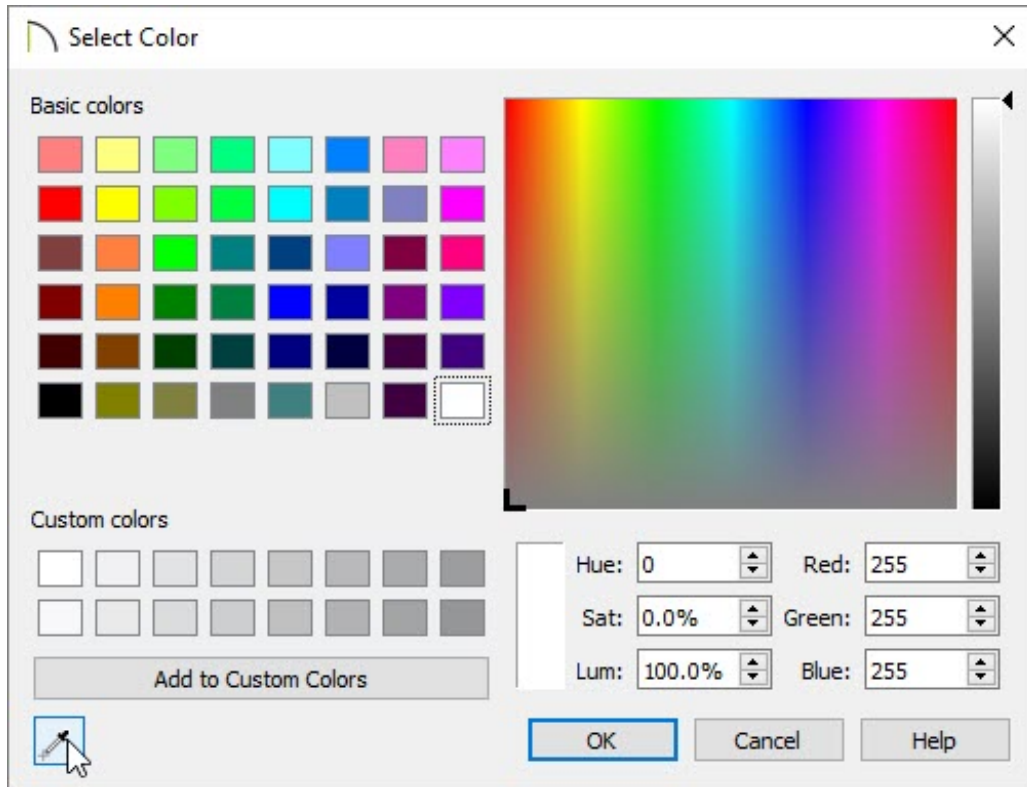 Select Color
Basic colors
Custom colors
Add to Custom Colors
Hue: 0 Red: 255
Sat: 0.0% Green: 255
Lum: 100.0% Blue: 255
OK Cancel Help